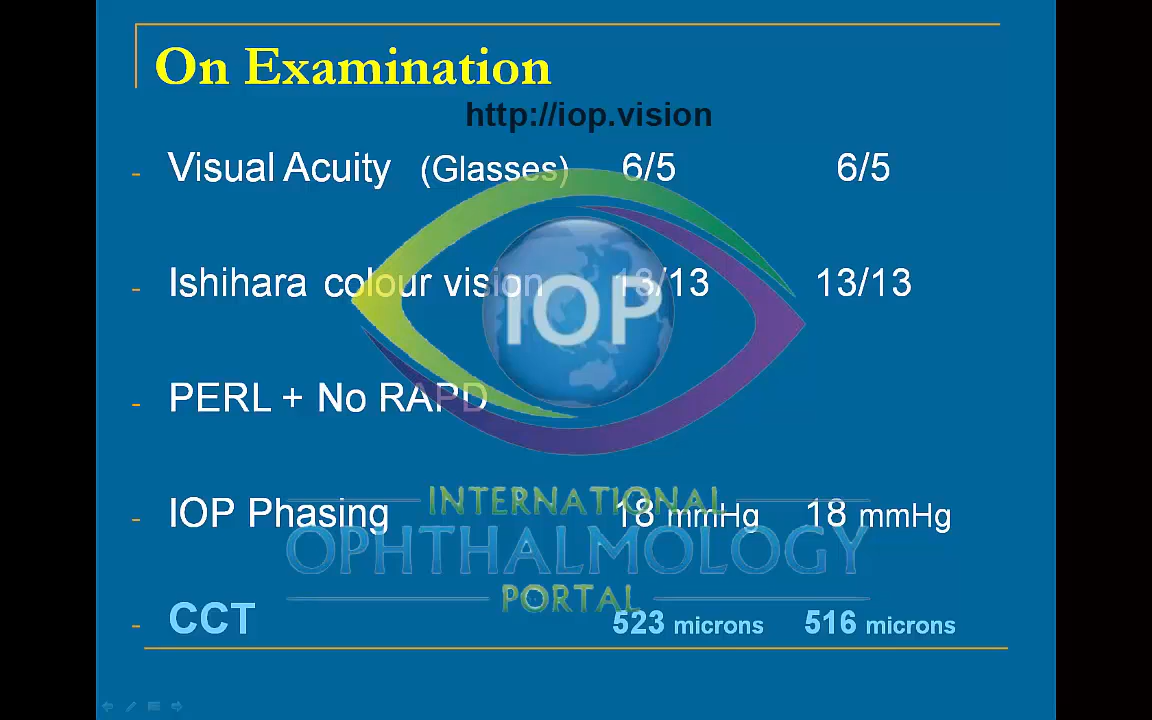 On Examination
http://iop.vision
- Visual Acuity (Glasses) 6/5 6/5
- Ishihara colour vision 13/13 13/13
IOP
- PERL + No RAPD
INTERNATIONAL
- IOP Phasing 18 mmHg 18 mmHg
OPHTHALMOLOGY
PORTAL
- CCT 523 microns 516 microns